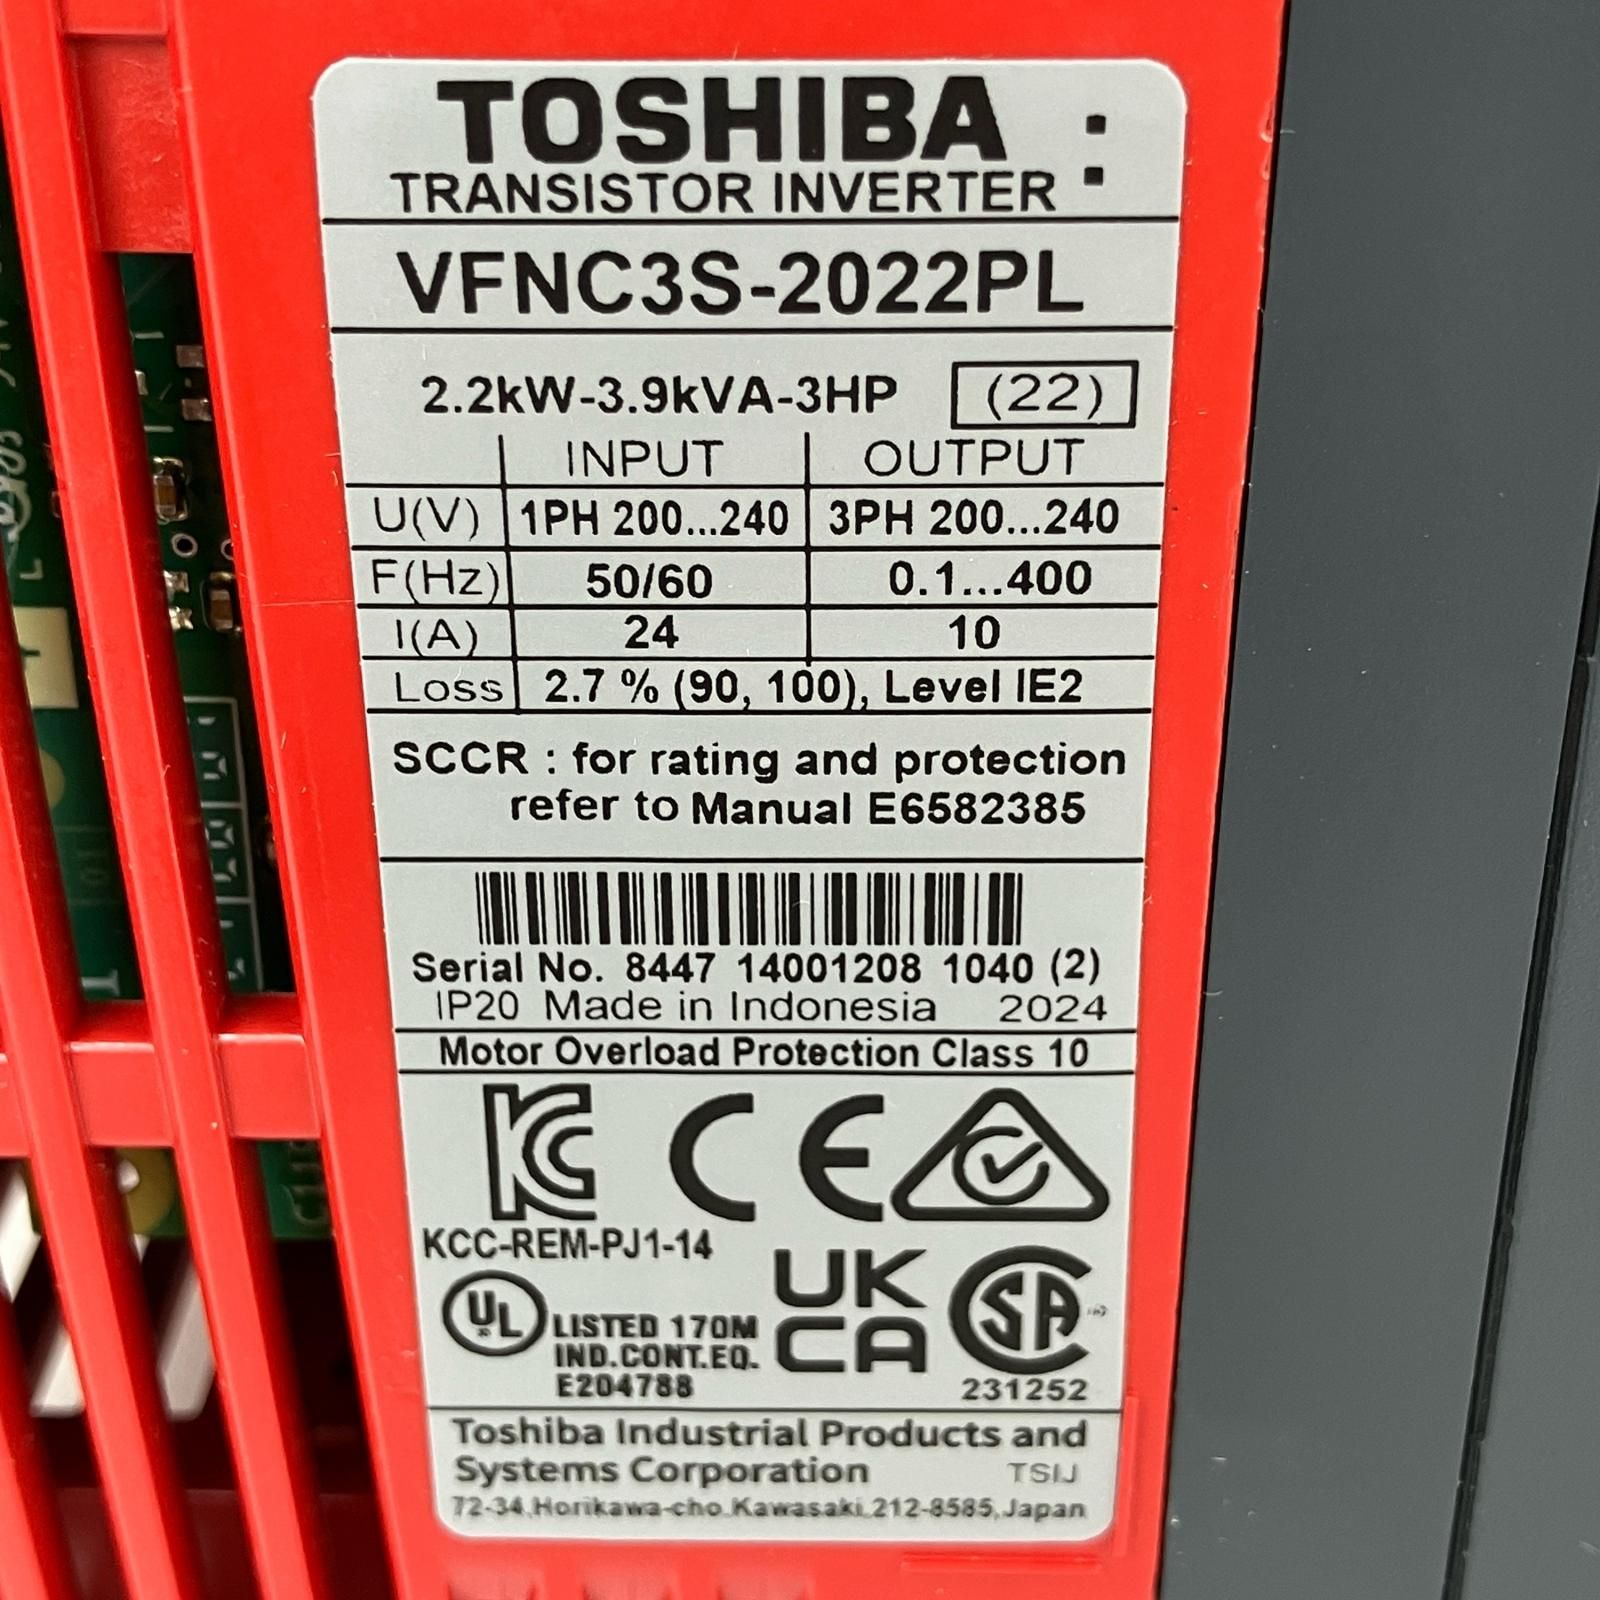 TOSHIBA
TRANSISTOR INVERTER
VFNC3S-2022PL
2.2kW-3.9kVA-3HP (22)
INPUT OUTPUT
U(V) 1PH 200...240 3PH 200...240
F(Hz) 50/60 0.1...400
I(A) 24 10
Loss 2.7 % (90, 100), Level IE2
SCCR : for rating and protection
refer to Manual E6582385
Serial No. 8447 14001208 1040 (2)
IP20 Made in Indonesia 2024
Motor Overload Protection Class 10
KC CE
KCC-REM-PJ1-14
UL LISTED 170M
IND.CONT.EQ.
E204788
UK
CA
SA
231252
Toshiba Industrial Products and
Systems Corporation TSIJ
72-34,Horikawa-cho,Kawasaki,212-8585,Japan